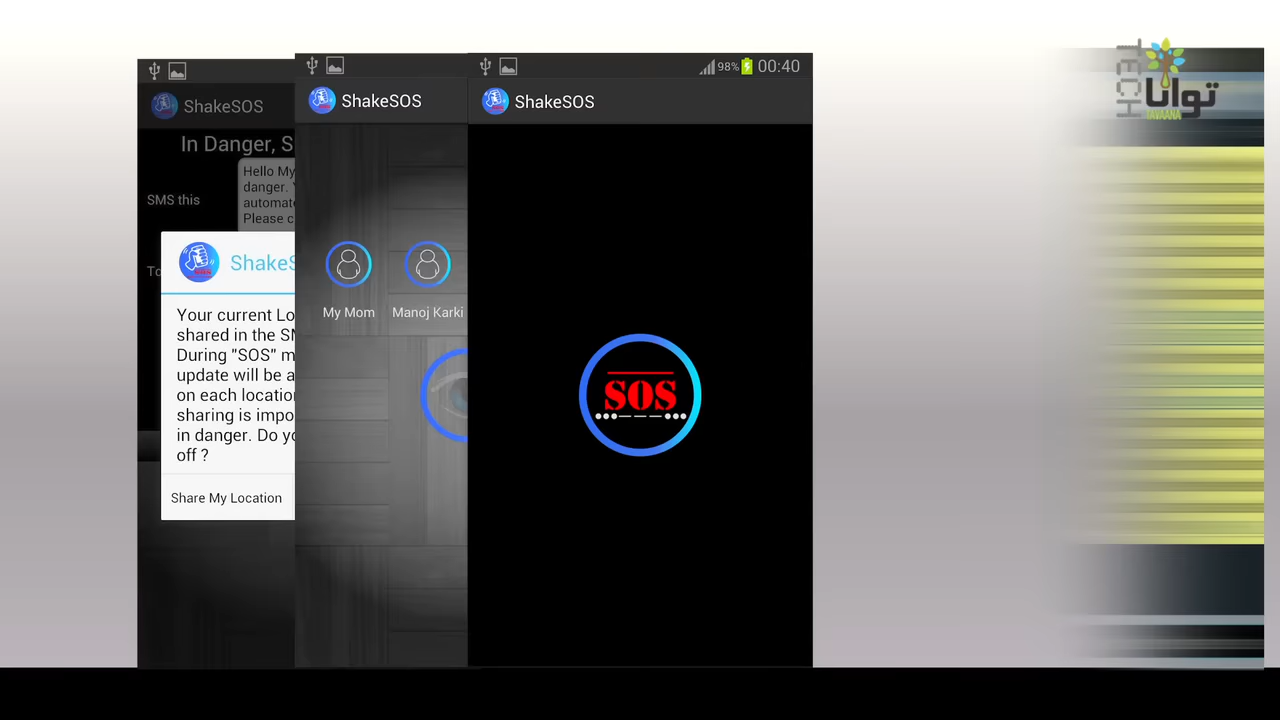 ShakeSOS
In Danger, S
SMS this
Hello My
danger.
automat
Please c
To
ShakeS
Your current Lo
shared in the S
During "SOS" m
update will be a
on each location
sharing is impo
in danger. Do yo
off ?
Share My Location
ShakeSOS
My Mom
Manoj Karki
98%
00:40
ShakeSOS
SOS
TECH
توانا
TAVAANA